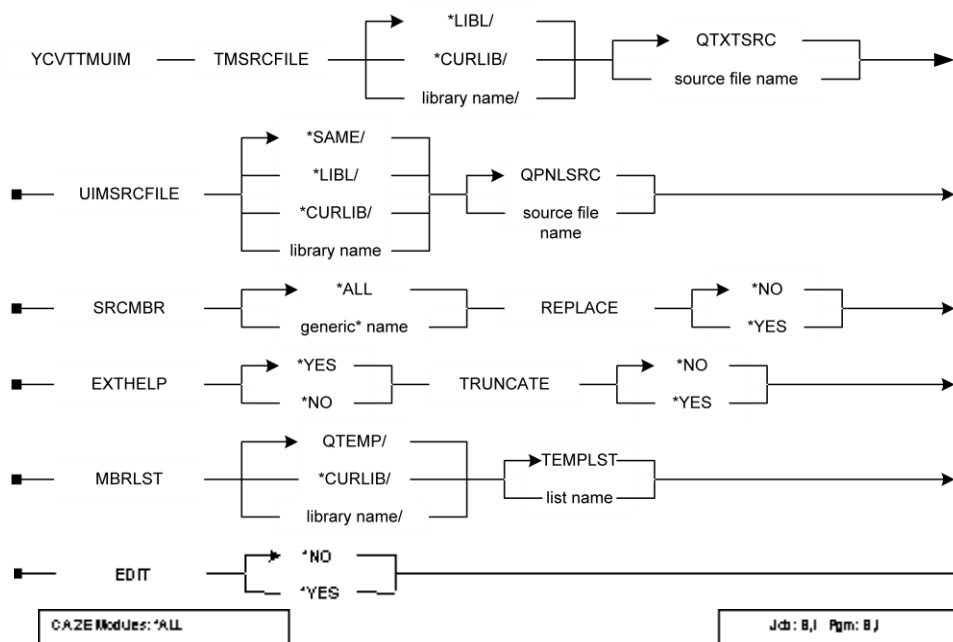 *LIBL/
YCVTTMUIM TMSRCFILE *CURLIB/ QTXTSRC
library name/ source file name
*SAME/
UIMSRCFILE *LIBL/ QPNLSRC
*CURLIB/ source file
name
library name
SRCMBR *ALL REPLACE *NO
generic* name *YES
EXTHELP *YES TRUNCATE *NO
*NO *YES
QTEMP/ TEMPLST
MBRLST *CURLIB/
list name
library name/
*NO
EDIT
*YES
CAZE Modules: *ALL Job: B,I Pgm: B,I